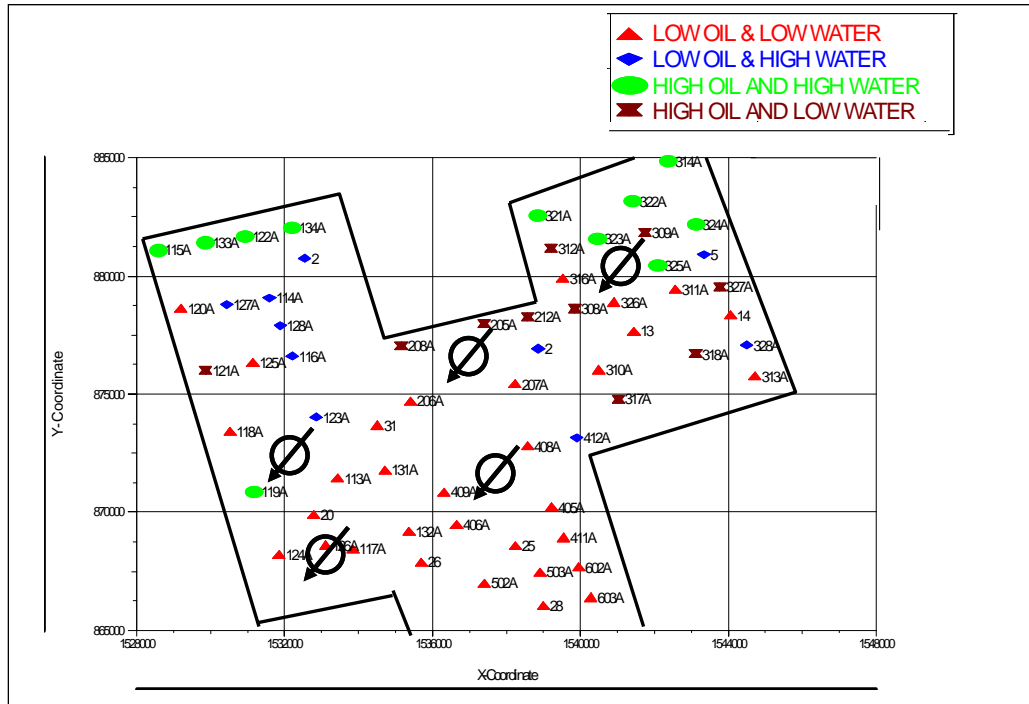 LOW OIL & LOW WATER
LOW OIL & HIGH WATER
HIGH OIL AND HIGH WATER
HIGH OIL AND LOW WATER
885000
314A
322A
321A
324A
134A
122A
133A
115A
323A
309A
312A
325A
5
2
880000
316A
327A
311A
114A
127A
326A
120A
308A
14
212A
205A
128A
13
208A
2
328A
318A
116A
125A
310A
121A
313A
207A
875000
317A
206A
123A
31
118A
412A
408A
131A
113A
119A
409A
405A
870000
20
406A
132A
411A
25
126A
117A
124A
26
602A
503A
502A
603A
28
865000
1528000 1532000 1536000 1540000 1544000 1548000
Y-Coordinate
X-Coordinate